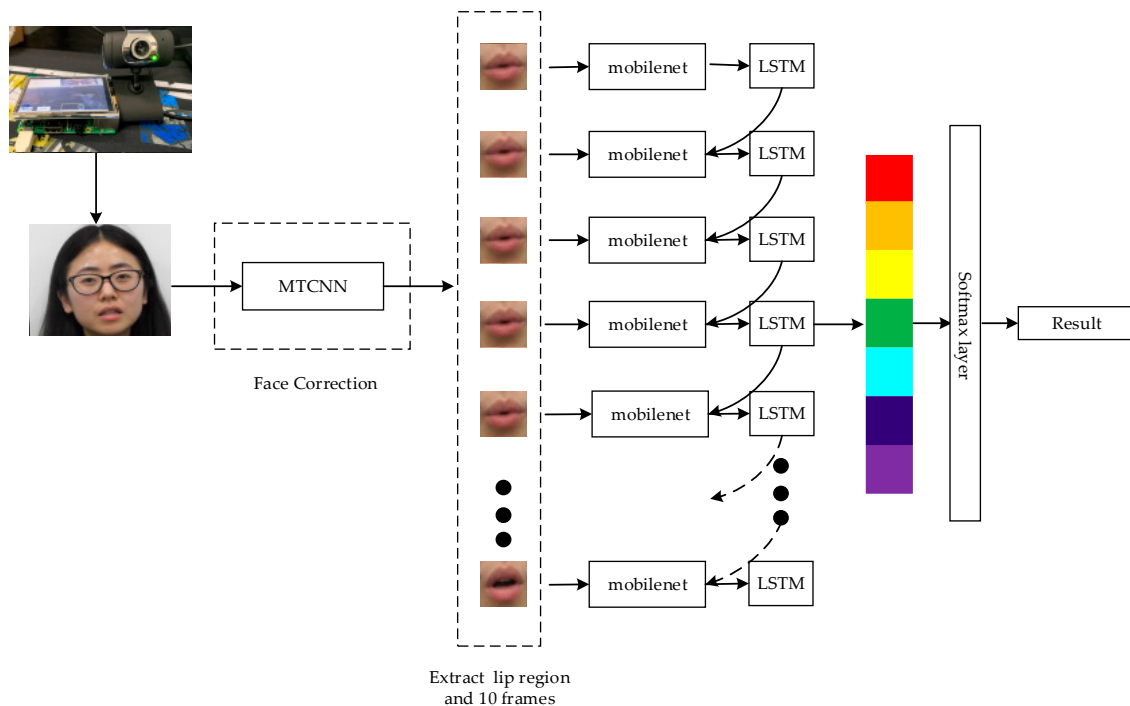 mobilenet
LSTM
mobilenet
LSTM
mobilenet
LSTM
MTCNN
Face Correction
mobilenet
LSTM
mobilenet
LSTM
mobilenet
LSTM
Softmax layer
Result
Extract lip region
and 10 frames